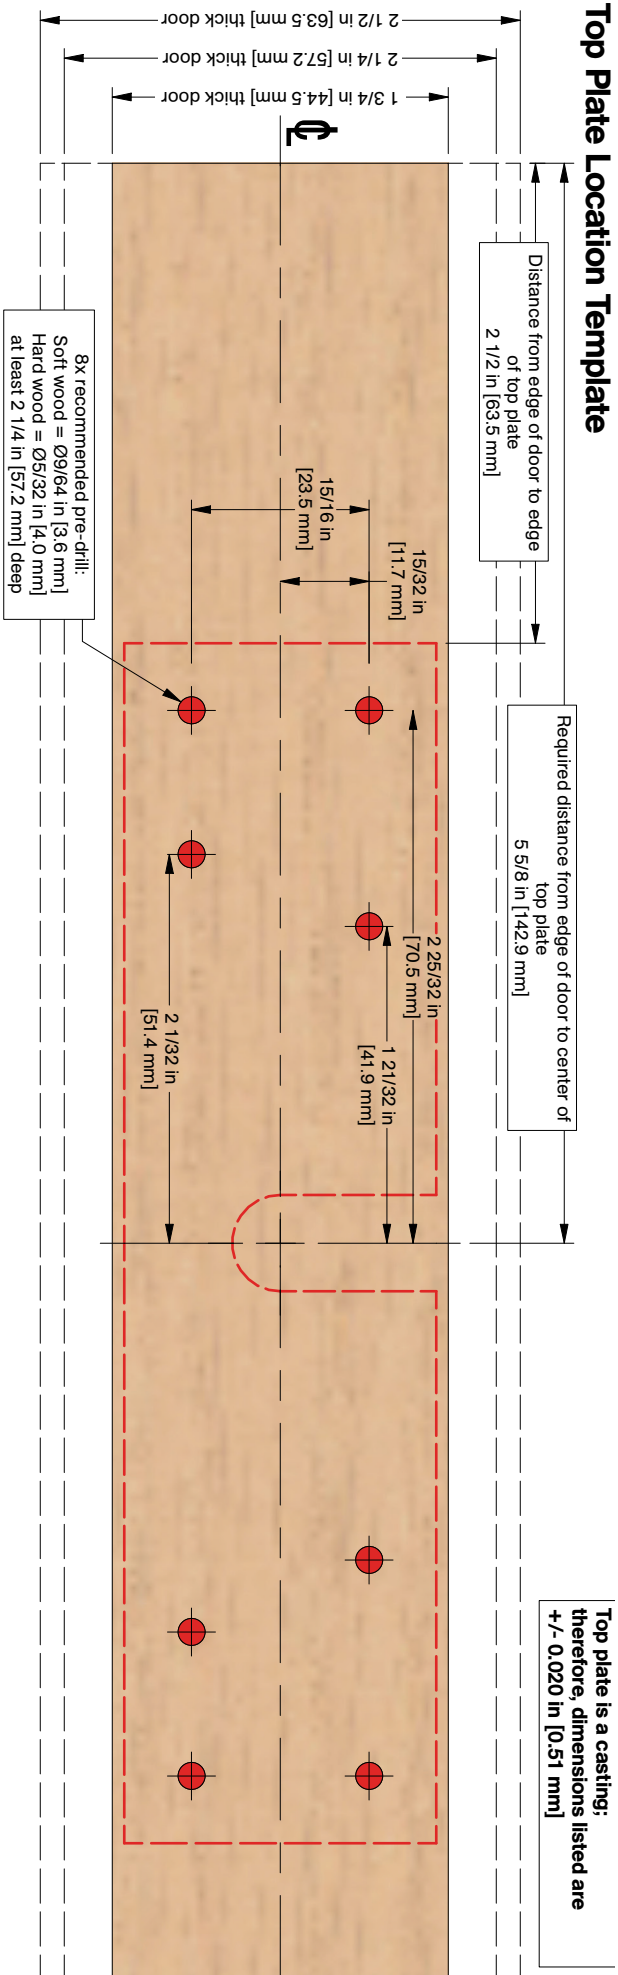 Top Plate Location Template
2 1/2 in [63.5 mm] thick door
2 1/4 in [57.2 mm] thick door
1 3/4 in [44.5 mm] thick door
℄
Distance from edge of door to edge
of top plate
2 1/2 in [63.5 mm]
Required distance from edge of door to center of
top plate
5 5/8 in [142.9 mm]
Top plate is a casting;
therefore, dimensions listed are
+/- 0.020 in [0.51 mm]
15/32 in
[11.7 mm]
15/16 in
[23.5 mm]
2 25/32 in
[70.5 mm]
1 21/32 in
[41.9 mm]
2 1/32 in
[51.4 mm]
8x recommended pre-drill:
Soft wood = Ø9/64 in [3.6 mm]
Hard wood = Ø5/32 in [4.0 mm]
at least 2 1/4 in [57.2 mm] deep